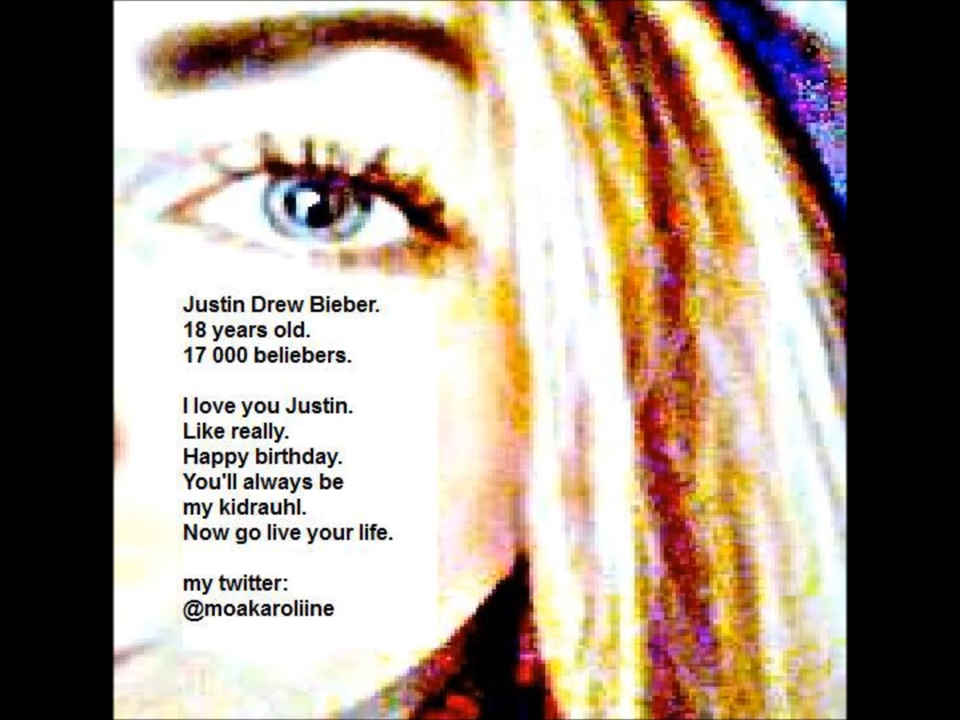 Justin Drew Bieber.
18 years old.
17 000 beliebers.
I love you Justin.
Like really.
Happy birthday.
You'll always be
my kidrauhl.
Now go live your life.
my twitter:
@moakaroliine